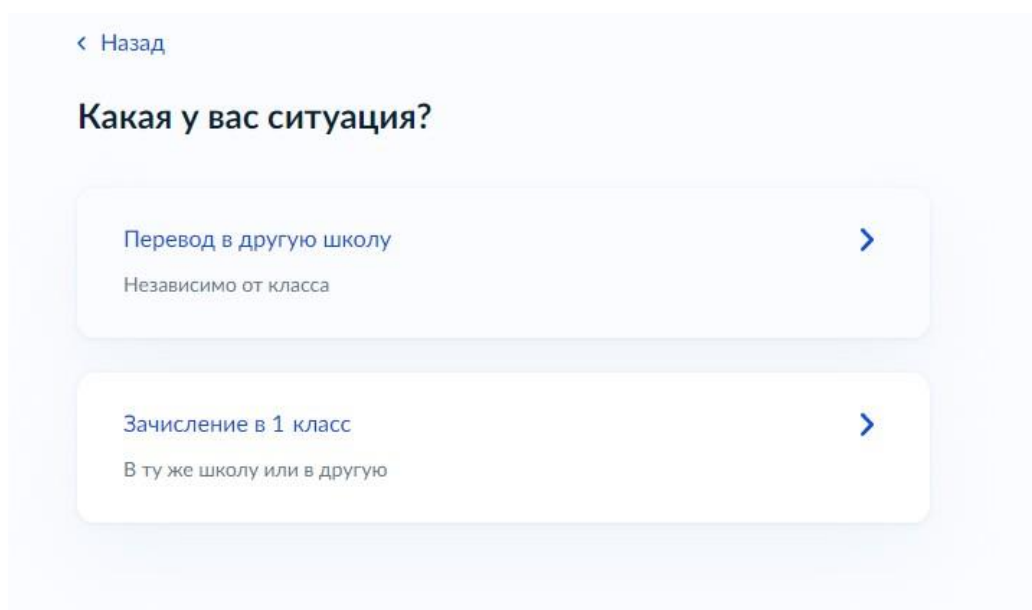 Назад
Какая у вас ситуация?
Перевод в другую школу
Независимо от класса
Зачисление в 1 класс
В ту же школу или в другую